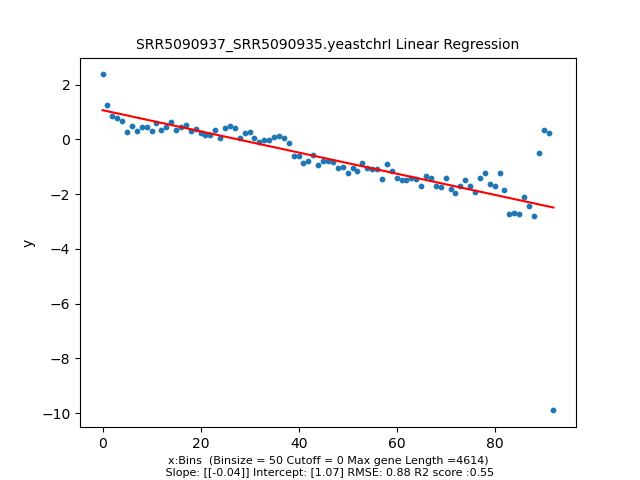 SRR5090937_SRR5090935.yeastchrI Linear Regression
2
0
−2
−4
−6
−8
−10
y
0 20 40 60 80
x:Bins (Binsize = 50 Cutoff = 0 Max gene Length =4614)
Slope: [[-0.04]] Intercept: [1.07] RMSE: 0.88 R2 score :0.55